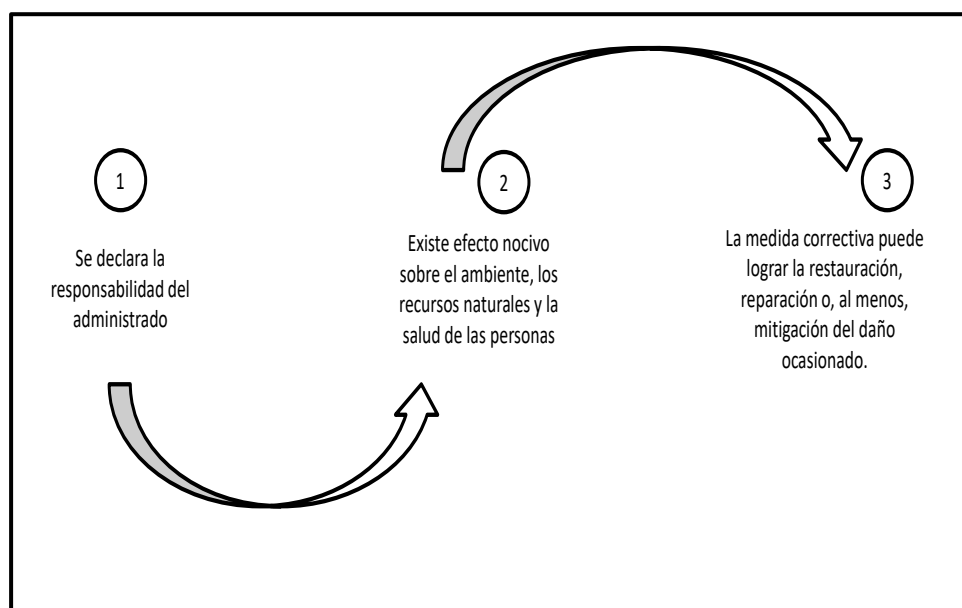 1
Se declara la
responsabilidad del
administrado
2
Existe efecto nocivo
sobre el ambiente, los
recursos naturales y la
salud de las personas
3
La medida correctiva puede
lograr la restauración,
reparación o, al menos,
mitigación del daño
ocasionado.